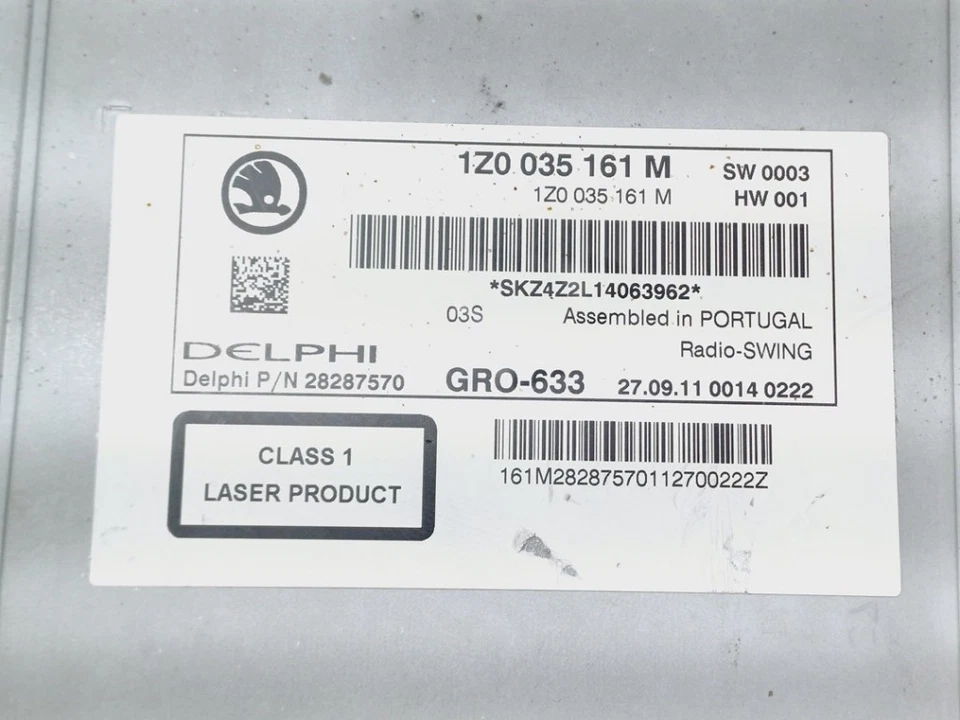 1Z0 035 161 M SW 0003
1Z0 035 161 M HW 001
*SKZ4Z2L14063962*
03S Assembled in PORTUGAL
DELPHI Radio-SWING
Delphi P/N 28287570 GRO-633 27.09.11 0014 0222
CLASS 1
LASER PRODUCT
161M28287570112700222Z